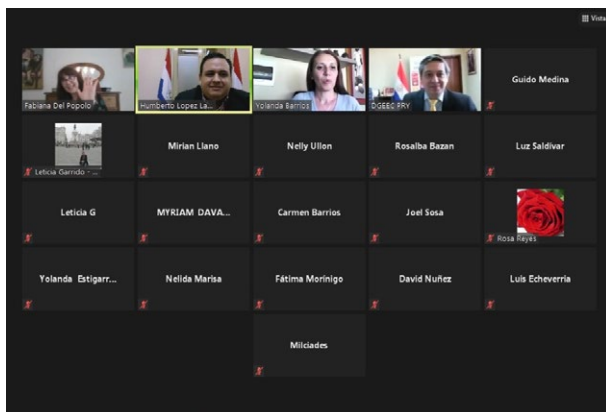 Vista
Fabiana Del Popolo
Humberto Lopez La...
Yolanda Barrios
DGEEC PRY
Guido Medina
Leticia Garrido - ...
Mirian Llano
Nelly Ullon
Rosalba Bazan
Luz Saldivar
Leticia G
MYRIAM DAVA...
Carmen Barrios
Joel Sosa
Rosa Reyes
Yolanda Estigarr...
Nelida Marisa
Fátima Morínigo
David Nuñez
Luis Echeverria
Milciades